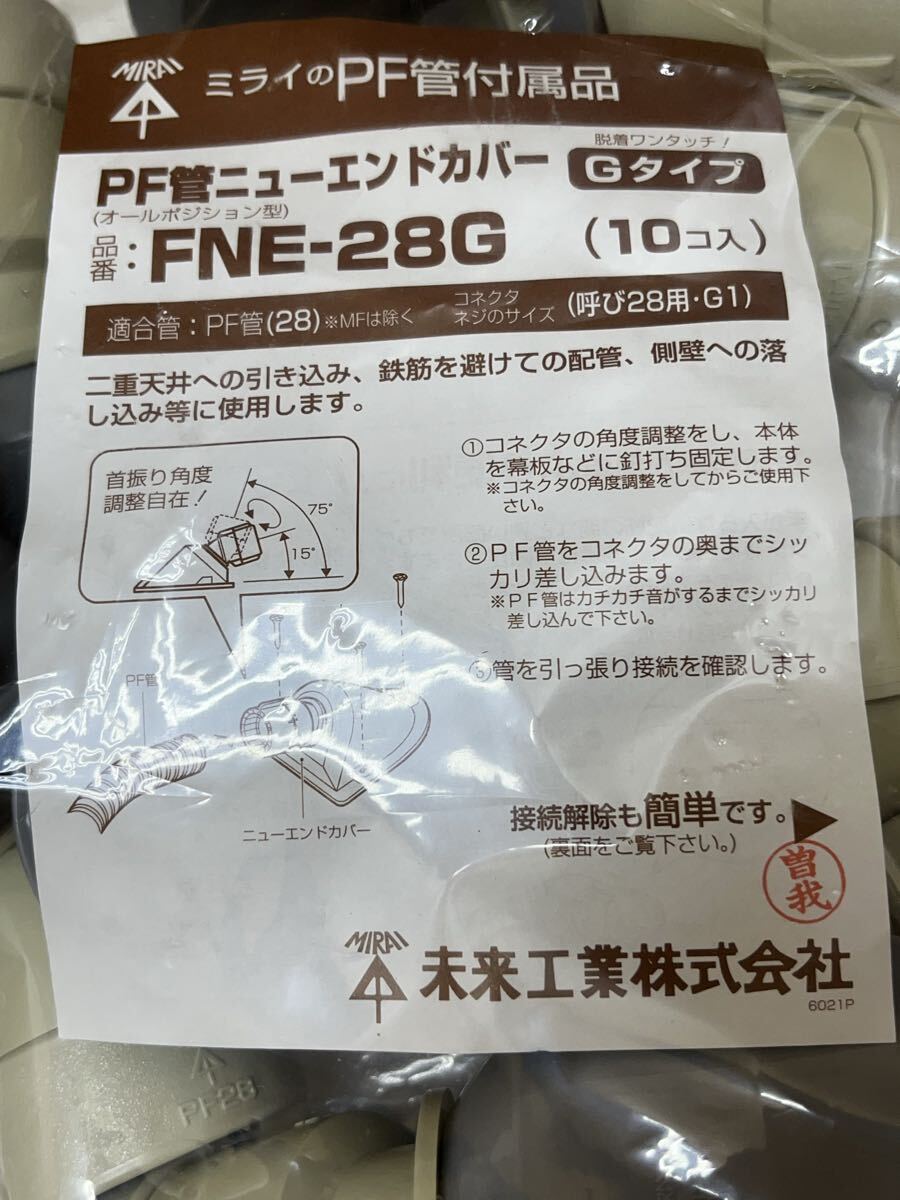 MIRAI
ミライのPF管付属品
脱着ワンタッチ!
PF管ニューエンドカバー
Gタイプ
(オールポジション型)
品番:FNE-28G
(10コ入)
適合管:PF管(28)※MFは除く
コネクタ
ネジのサイズ
(呼び28用・G1)
二重天井への引き込み、鉄筋を避けての配管、側壁への落
し込み等に使用します。
首振り角度
調整自在!
75°
15°
①コネクタの角度調整をし、本体
を幕板などに釘打ち固定します。
※コネクタの角度調整をしてからご使用下
さい。
②PF管をコネクタの奥までシッ
カリ差し込みます。
※PF管はカチカチ音がするまでシッカリ
差し込んで下さい。
③管を引っ張り接続を確認します。
PF管
ニューエンドカバー
接続解除も簡単です。
(裏面をご覧下さい。)
曽我
MIRAI
未来工業株式会社
6021P
PF28